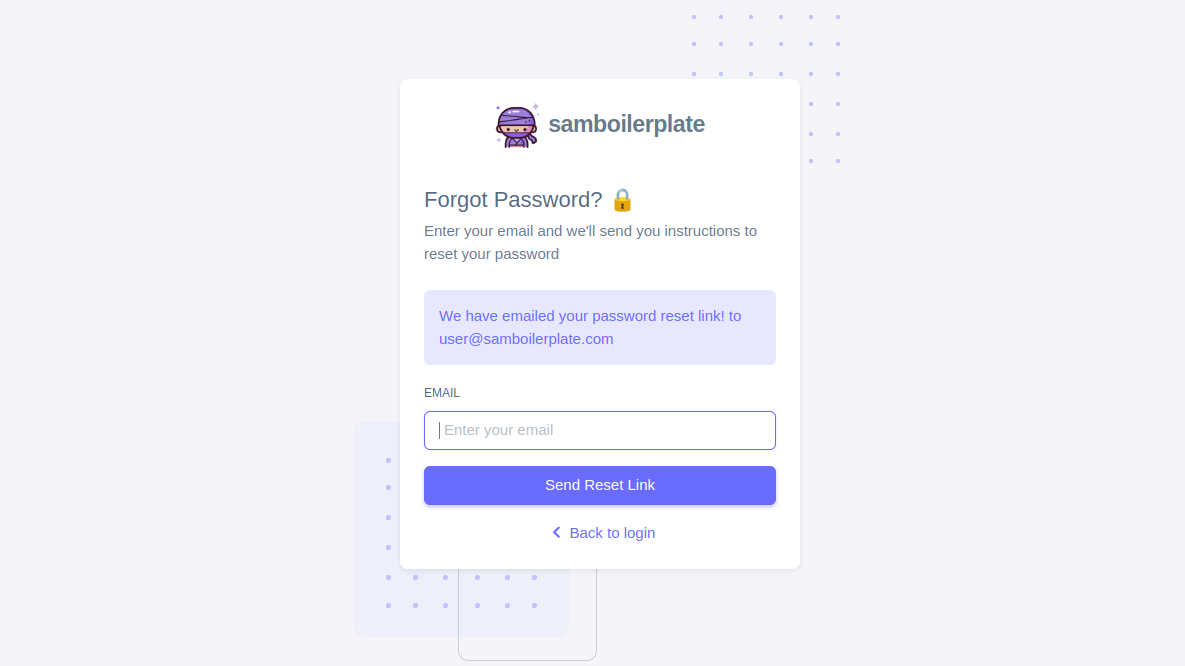 samboilerplate
Forgot Password? 🔒
Enter your email and we'll send you instructions to
reset your password
We have emailed your password reset link! to
user@samboilerplate.com
EMAIL
Enter your email
Send Reset Link
Back to login